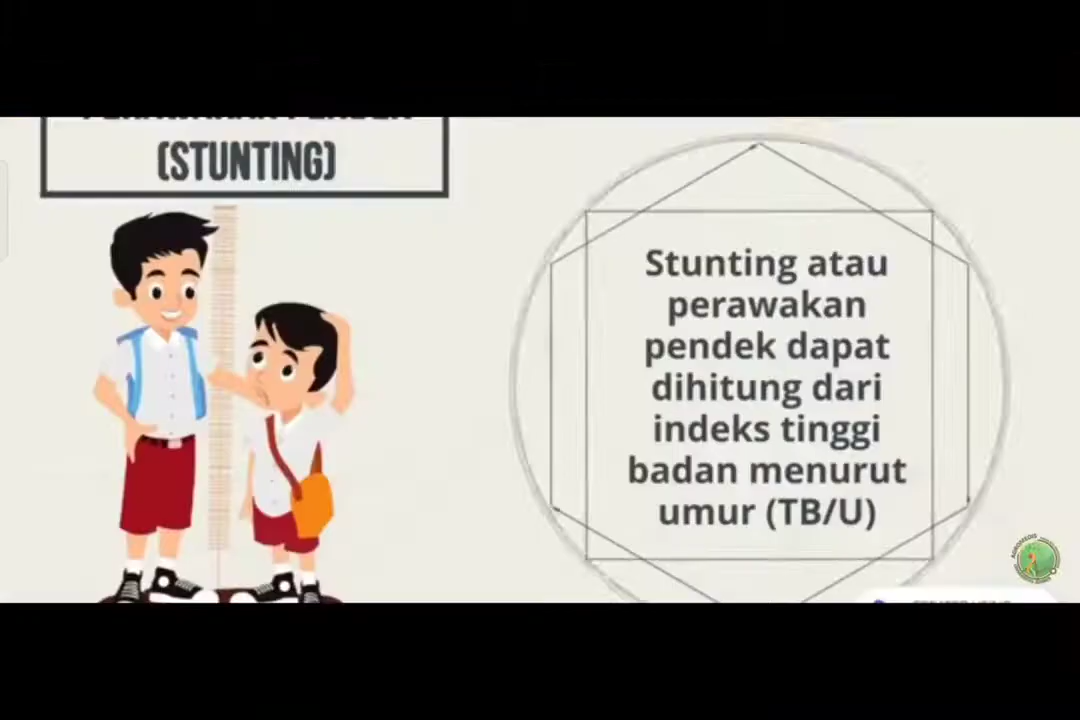 (STUNTING)
Stunting atau
perawakan
pendek dapat
dihitung dari
indeks tinggi
badan menurut
umur (TB/U)